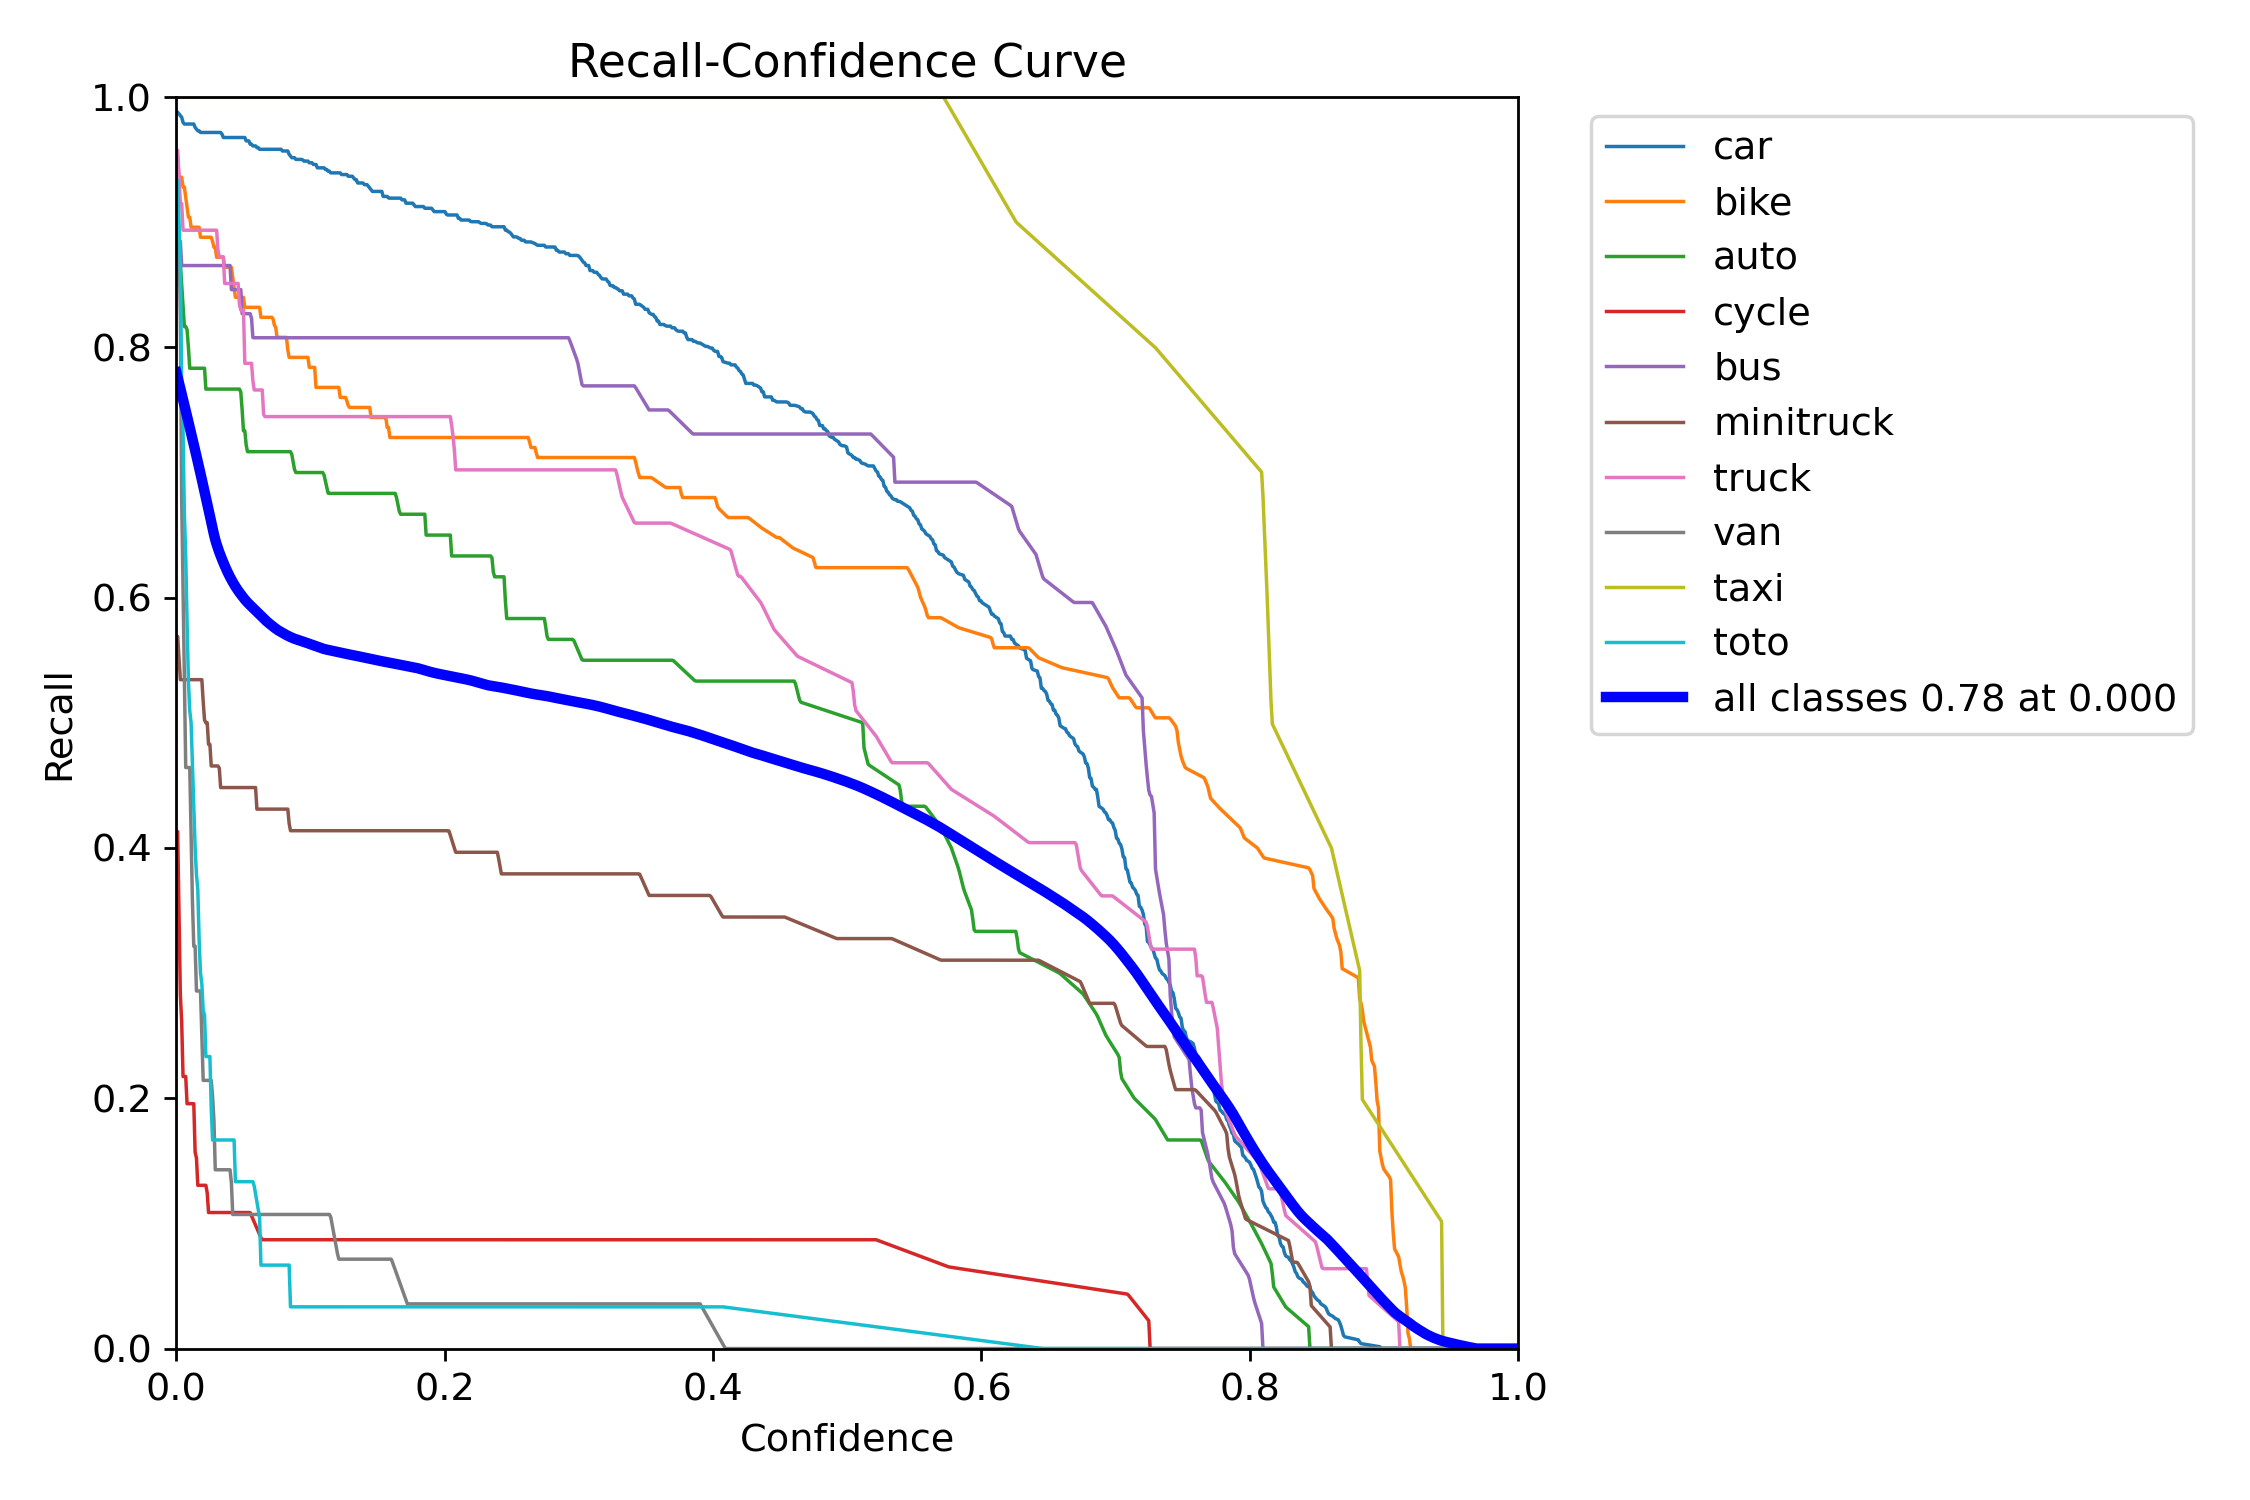 Recall-Confidence Curve
1.0
0.8
0.6
0.4
0.2
0.0
Recall
0.0 0.2 0.4 0.6 0.8 1.0
Confidence
car
bike
auto
cycle
bus
minitruck
truck
van
taxi
toto
all classes 0.78 at 0.000